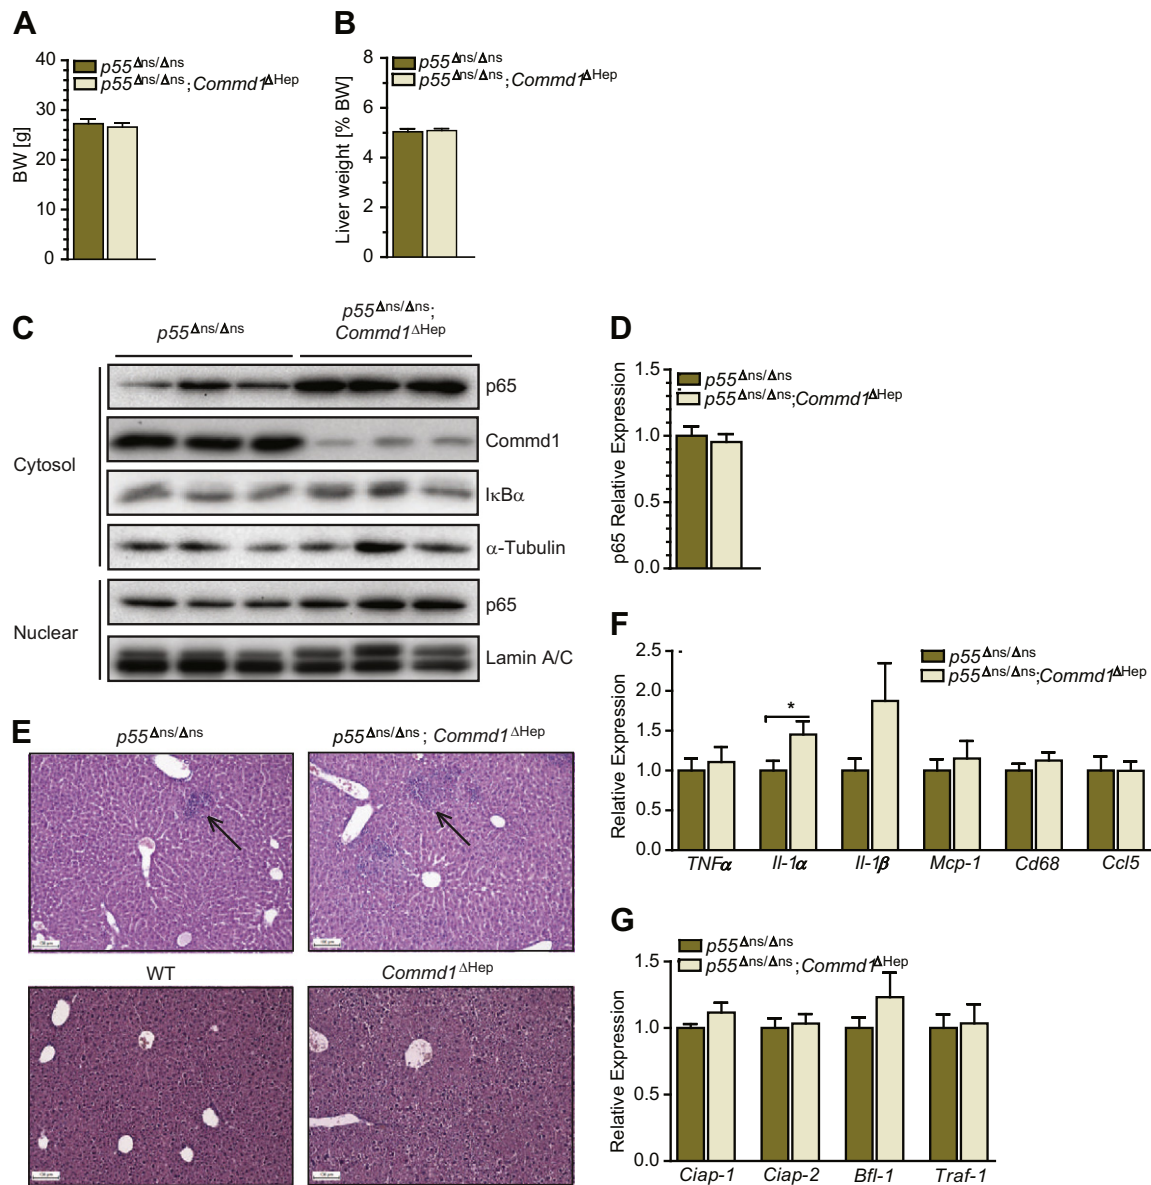 A
40
30
20
10
0
BW [g]
p55Δns/Δns
p55Δns/Δns;Commd1ΔHep
B
8
6
4
2
0
Liver weight [% BW]
p55Δns/Δns
p55Δns/Δns;Commd1ΔHep
C
p55Δns/Δns
p55Δns/Δns;
Commd1ΔHep
Cytosol
p65
Commd1
IκBα
α-Tubulin
Nuclear
p65
Lamin A/C
D
1.5
1.0
0.5
0.0
p65 Relative Expression
p55Δns/Δns
p55Δns/Δns;Commd1ΔHep
E
p55Δns/Δns
p55Δns/Δns; Commd1ΔHep
WT
Commd1ΔHep
F
2.5
2.0
1.5
1.0
0.5
0.0
Relative Expression
p55Δns/Δns
p55Δns/Δns;Commd1ΔHep
*
TNFα Il-1α Il-1β Mcp-1 Cd68 Ccl5
G
1.5
1.0
0.5
0.0
Relative Expression
p55Δns/Δns
p55Δns/Δns;Commd1ΔHep
Ciap-1 Ciap-2 Bfl-1 Traf-1